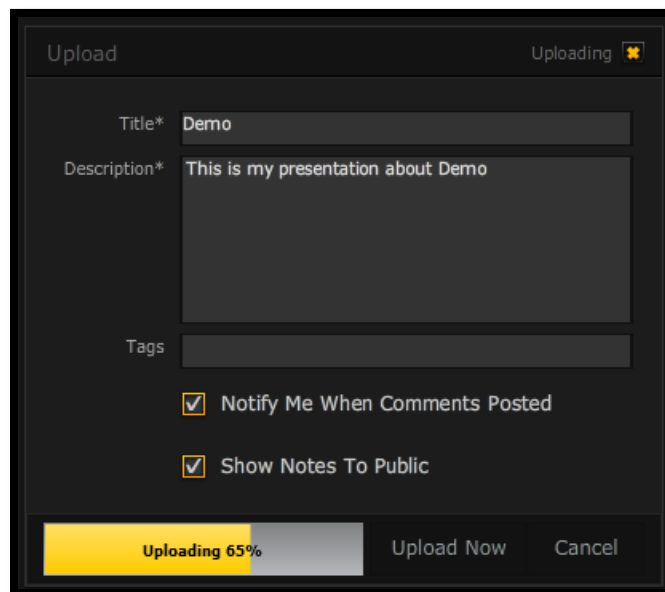 Upload Uploading
Title* Demo
Description* This is my presentation about Demo
Tags
Notify Me When Comments Posted
Show Notes To Public
Uploading 65% Upload Now Cancel